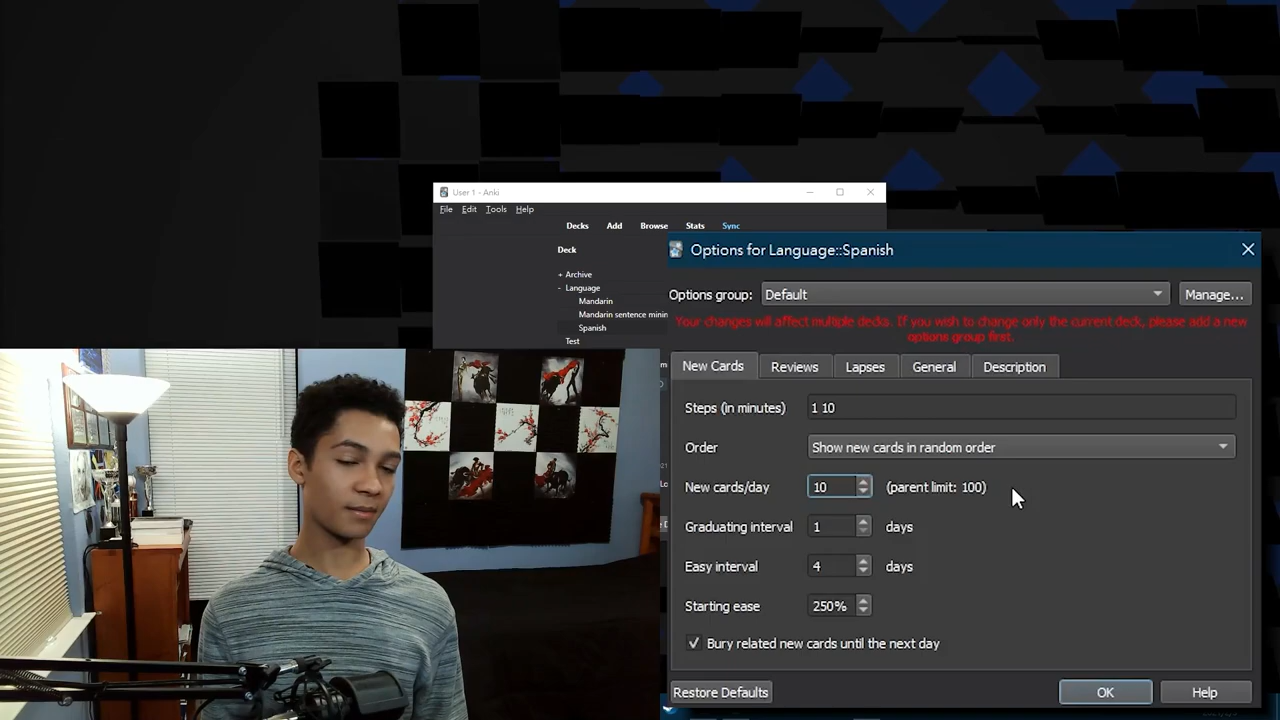 User 1 - Anki
File Edit Tools Help
Decks Add Browse Stats Sync
Deck
+ Archive
- Language
Mandarin
Mandarin sentence minin
Spanish
Test
Options for Language::Spanish
Options group: Default Manage...
Your changes will affect multiple decks. If you wish to change only the current deck, please add a new
options group first.
New Cards Reviews Lapses General Description
Steps (in minutes) 1 10
Order Show new cards in random order
New cards/day 10 (parent limit: 100)
Graduating interval 1 days
Easy interval 4 days
Starting ease 250%
Bury related new cards until the next day
Restore Defaults OK Help